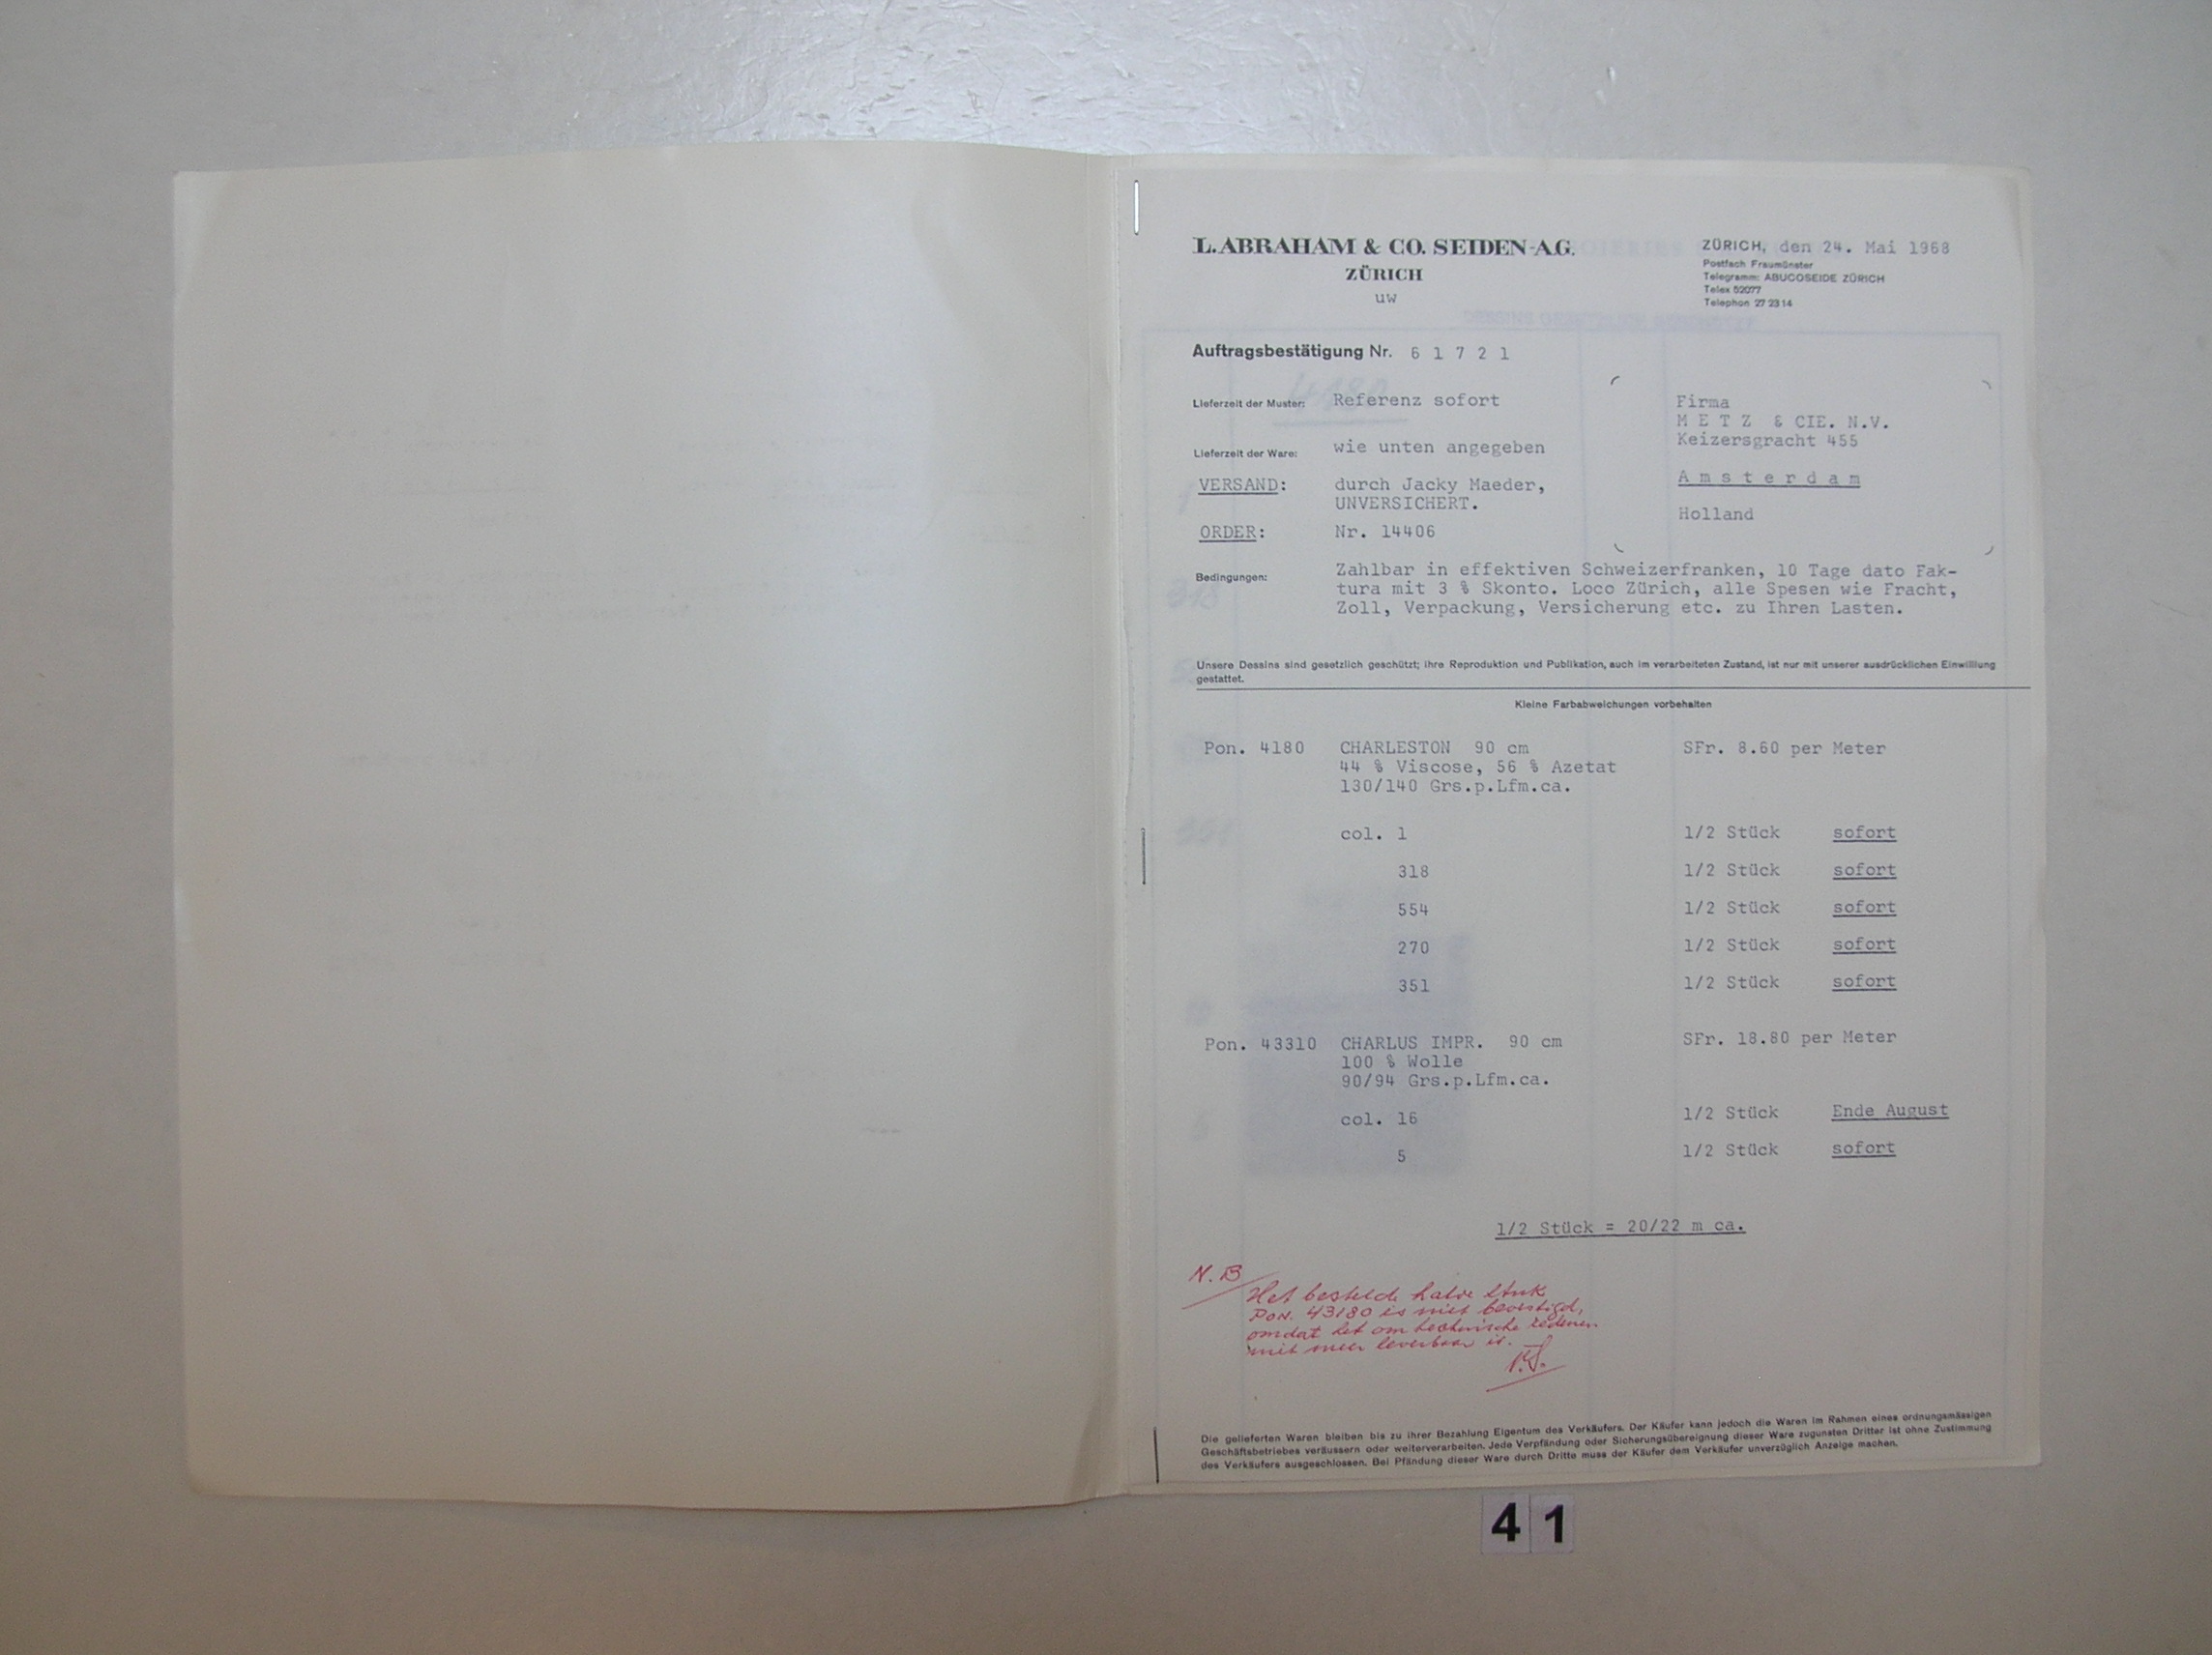 L. ABRAHAM & CO. SEIDEN-A.G.
ZÜRICH
uw
ZÜRICH, den 24. Mai 1968
Postfach Fraumünster
Telegramm: ABUCOSEIDE ZÜRICH
Telex 52077
Telephon 27 23 14
Auftragsbestätigung Nr. 6 1 7 2 1
Lieferzeit der Muster: Referenz sofort
Lieferzeit der Ware: wie unten angegeben
VERSAND: durch Jacky Maeder,
UNVERSICHERT.
ORDER: Nr. 14406
Firma
M E T Z & CIE. N.V.
Keizersgracht 455
A m s t e r d a m
Holland
Bedingungen: Zahlbar in effektiven Schweizerfranken, 10 Tage dato Fak-
tura mit 3 % Skonto. Loco Zürich, alle Spesen wie Fracht,
Zoll, Verpackung, Versicherung etc. zu Ihren Lasten.
Unsere Dessins sind gesetzlich geschützt; ihre Reproduktion und Publikation, auch im verarbeiteten Zustand, ist nur mit unserer ausdrücklichen Einwilligung
gestattet.
Kleine Farbabweichungen vorbehalten
Pon. 4180 CHARLESTON 90 cm SFr. 8.60 per Meter
44 % Viscose, 56 % Azetat
130/140 Grs.p.Lfm.ca.
col. 1 1/2 Stück sofort
318 1/2 Stück sofort
554 1/2 Stück sofort
270 1/2 Stück sofort
351 1/2 Stück sofort
Pon. 43310 CHARLUS IMPR. 90 cm SFr. 18.80 per Meter
100 % Wolle
90/94 Grs.p.Lfm.ca.
col. 16 1/2 Stück Ende August
5 1/2 Stück sofort
1/2 Stück = 20/22 m ca.
N.B
Het bestelde halve stuk
Pon. 43180 is niet bevestigd,
omdat het om technische redenen
niet meer leverbaar is.
Die gelieferten Waren bleiben bis zu ihrer Bezahlung Eigentum des Verkäufers. Der Käufer kann jedoch die Waren im Rahmen eines ordnungsmässigen
Geschäftsbetriebes veräussern oder weiterverarbeiten. Jede Verpfändung oder Sicherungsübereignung dieser Ware zugunsten Dritter ist ohne Zustimmung
des Verkäufers ausgeschlossen. Bei Pfändung dieser Ware durch Dritte muss der Käufer dem Verkäufer unverzüglich Anzeige machen.
41